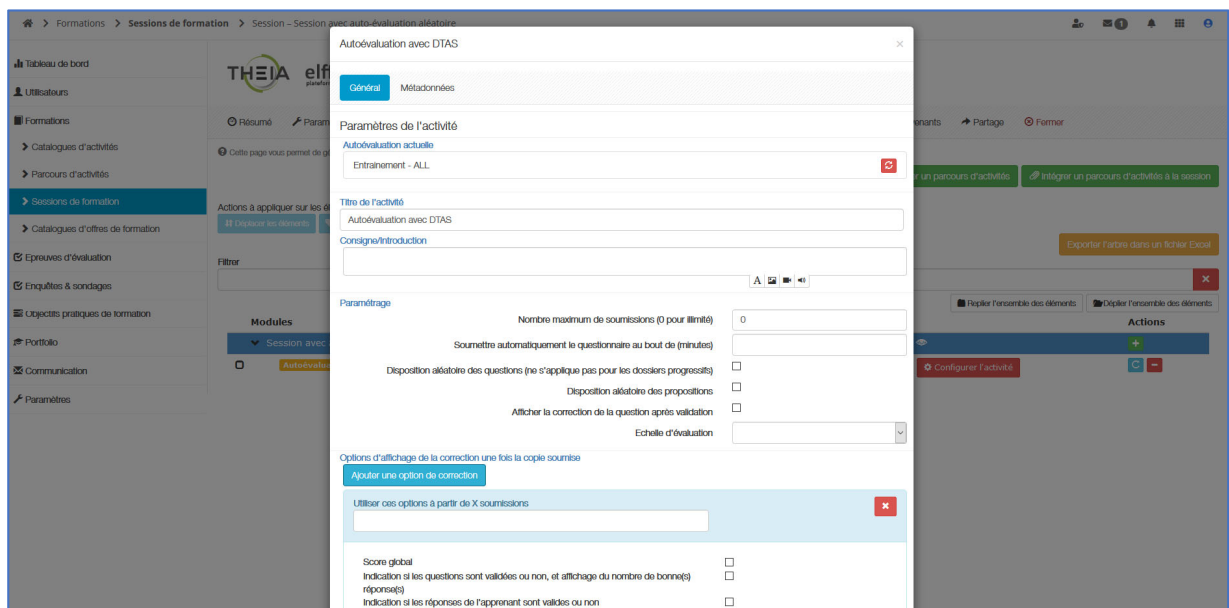 Formations > Sessions de formation > Session – Session avec auto-évaluation aléatoire
1
Autoévaluation avec DTAS
×
Tableau de bord
Utilisateurs
Formations
Catalogues d'activités
Parcours d'activités
Sessions de formation
Catalogues d'offres de formation
Epreuves d'évaluation
Enquêtes & sondages
Objectifs pratiques de formation
Portfolio
Communication
Paramètres
THEIA
Résumé
Partage
Fermer
Cette page vous permet de
un parcours d'activités
Intégrer un parcours d'activités à la session
Actions à appliquer sur les
Déplacer les éléments
Exporter l'arbre dans un fichier Excel
Filtrer
Replier l'ensemble des éléments
Déplier l'ensemble des éléments
Modules
Actions
Session avec
Configurer l'activité
Général
Métadonnées
Paramètres de l'activité
Autoévaluation actuelle
Entrainement - ALL
Titre de l'activité
Autoévaluation avec DTAS
Consigne/Introduction
A
Paramétrage
Nombre maximum de soumissions (0 pour illimité)
0
Soumettre automatiquement le questionnaire au bout de (minutes)
Disposition aléatoire des questions (ne s'applique pas pour les dossiers progressifs)
Disposition aléatoire des propositions
Afficher la correction de la question après validation
Echelle d'évaluation
Options d'affichage de la correction une fois la copie soumise
Ajouter une option de correction
Utiliser ces options à partir de X soumissions
Score global
Indication si les questions sont validées ou non, et affichage du nombre de bonne(s)
réponse(s)
Indication si les réponses de l'apprenant sont valides ou non